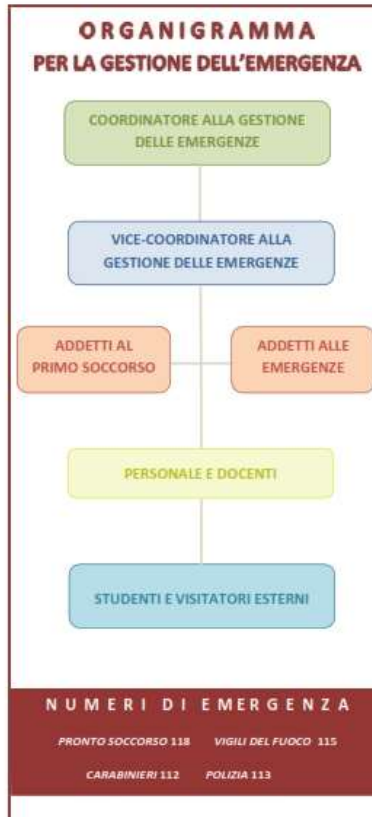 ORGANIGRAMMA
PER LA GESTIONE DELL'EMERGENZA
COORDINATORE ALLA GESTIONE
DELLE EMERGENZE
VICE-COORDINATORE ALLA
GESTIONE DELLE EMERGENZE
ADDETTI AL
PRIMO SOCCORSO
ADDETTI ALLE
EMERGENZE
PERSONALE E DOCENTI
STUDENTI E VISITATORI ESTERNI
NUMERI DI EMERGENZA
PRONTO SOCCORSO 118 VIGILI DEL FUOCO 115
CARABINIERI 112 POLIZIA 113